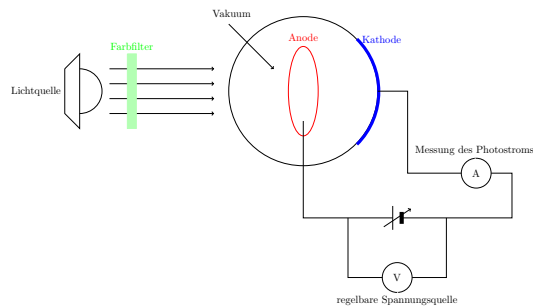 Vakuum
Farbfilter
Anode
Kathode
Lichtquelle
Messung des Photostroms
A
V
regelbare Spannungsquelle